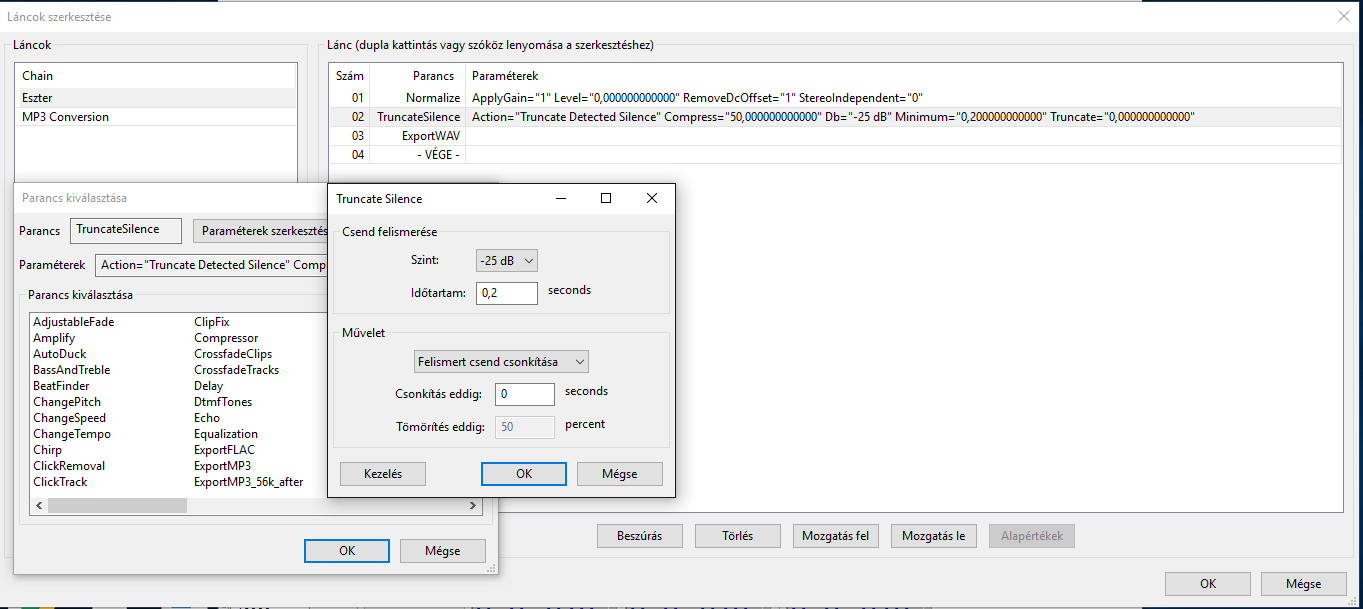 Láncok szerkesztése
Láncok
Chain
Eszter
MP3 Conversion
Lánc (dupla kattintás vagy szóköz lenyomása a szerkesztéshez)
Szám Parancs Paraméterek
01 Normalize ApplyGain="1" Level="0,000000000000" RemoveDcOffset="1" StereoIndependent="0"
02 TruncateSilence Action="Truncate Detected Silence" Compress="50,000000000000" Db="-25 dB" Minimum="0,200000000000" Truncate="0,000000000000"
03 ExportWAV
04 - VÉGE -
Parancs kiválasztása
Parancs TruncateSilence Paraméterek szerkesztés
Paraméterek Action="Truncate Detected Silence" Comp
Parancs kiválasztása
AdjustableFade ClipFix
Amplify Compressor
AutoDuck CrossfadeClips
BassAndTreble CrossfadeTracks
BeatFinder Delay
ChangePitch DtmfTones
ChangeSpeed Echo
ChangeTempo Equalization
Chirp ExportFLAC
ClickRemoval ExportMP3
ClickTrack ExportMP3_56k_after
OK Mégse
Truncate Silence
Csend felismerése
Szint: -25 dB
Időtartam: 0,2 seconds
Művelet
Felismert csend csonkítása
Csonkítás eddig: 0 seconds
Tömörítés eddig: 50 percent
Kezelés OK Mégse
Beszúrás Törlés Mozgatás fel Mozgatás le Alapértékek
OK Mégse